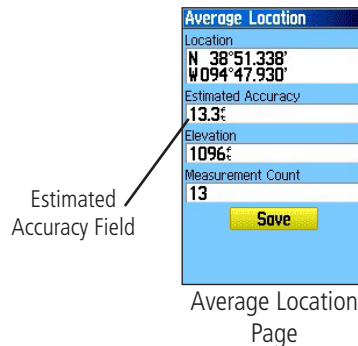 Average Location
Location
N 38°51.338'
W094°47.930'
Estimated Accuracy
13.3ft
Elevation
1096ft
Measurement Count
13
Save
Estimated
Accuracy Field
Average Location
Page